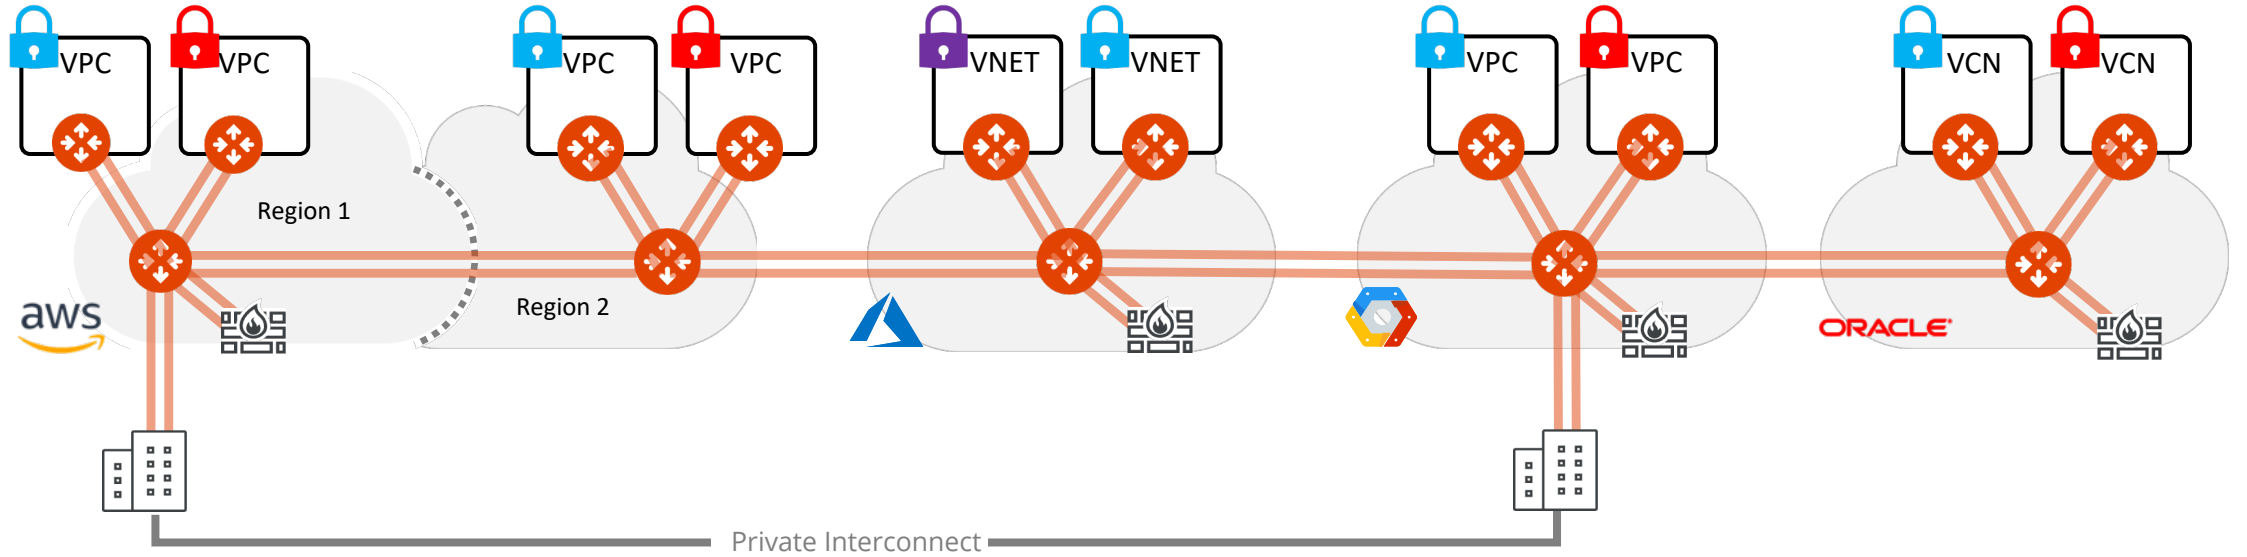 VPC
VPC
VPC
VPC
VNET
VNET
VPC
VPC
VCN
VCN
Region 1
Region 2
aws
ORACLE
Private Interconnect